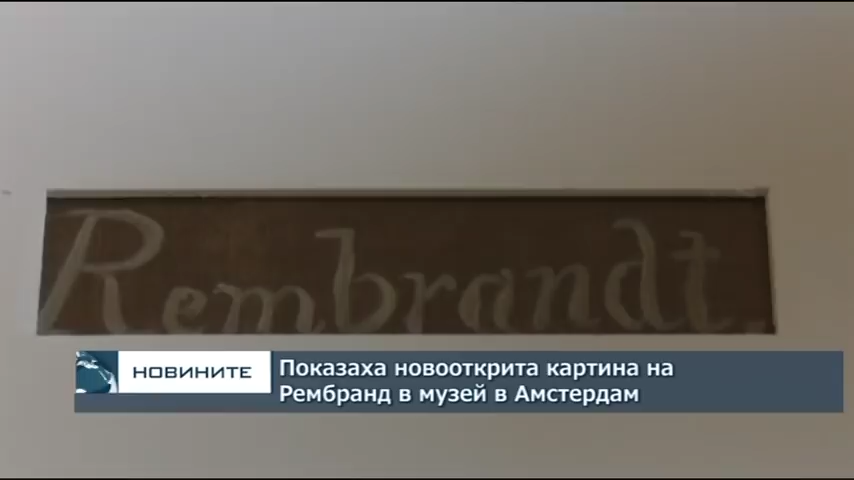 Rembrandt.
НОВИНИТЕ
Показаха новооткрита картина на
Рембранд в музей в Амстердам